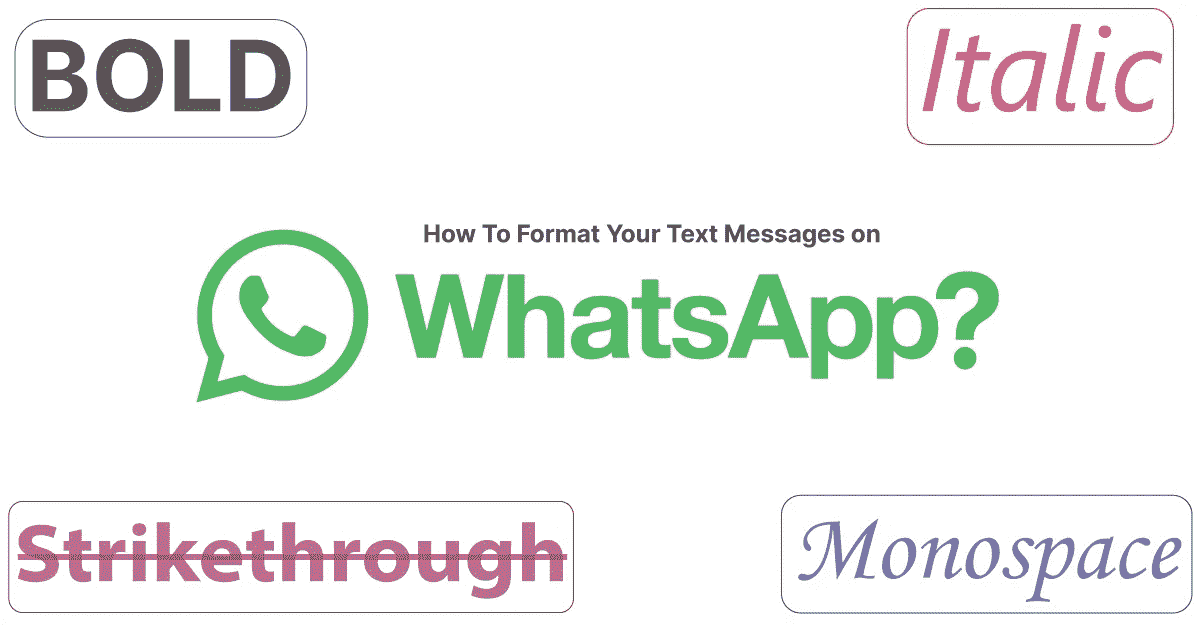 BOLD
Italic
How To Format Your Text Messages on
WhatsApp?
Strikethrough
Monospace